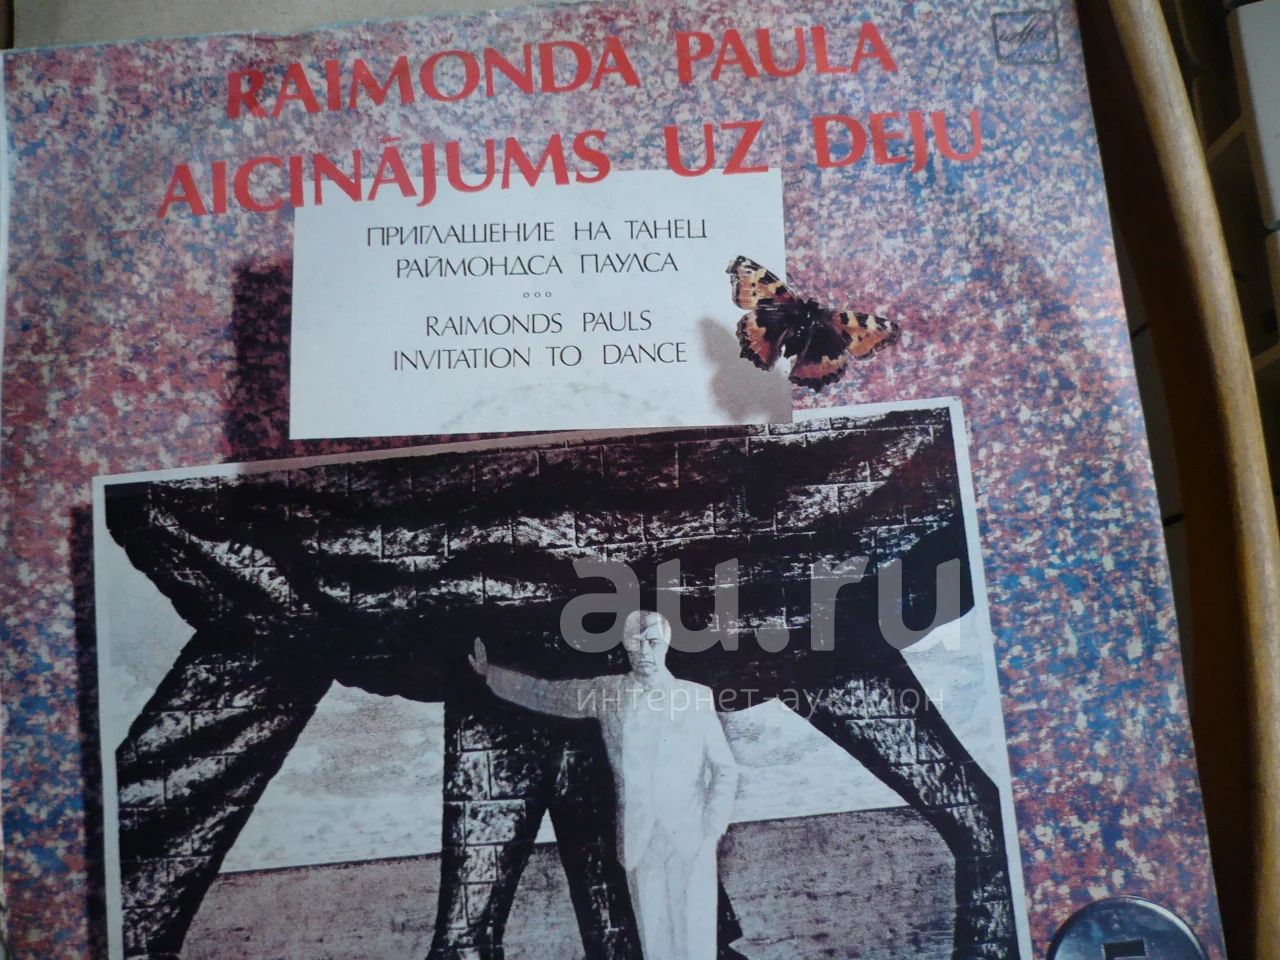 RAIMONDA PAULA
AICINĀJUMS UZ DEJU
ПРИГЛАШЕНИЕ НА ТАНЕЦ
РАЙМОНДСА ПАУЛСА
RAIMONDS PAULS
INVITATION TO DANCE
au.ru
интернет-аукцион